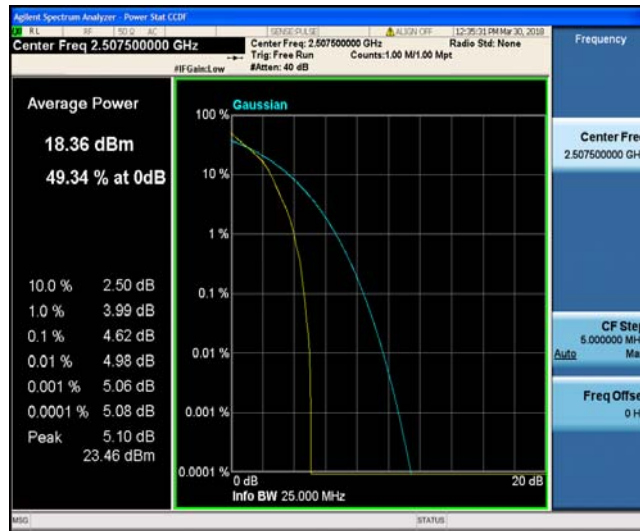 Agilent Spectrum Analyzer - Power Stat CCDF
RL RF 50 Ω AC SENSE:PULSE ALIGN OFF 12:35:31 PM Mar 30, 2018
Center Freq 2.507500000 GHz
Center Freq: 2.507500000 GHz Radio Std: None
Trig: Free Run Counts:1.00 M/1.00 Mpt
#IFGain:Low #Atten: 40 dB
Frequency
Average Power
18.36 dBm
49.34 % at 0dB
10.0 % 2.50 dB
1.0 % 3.99 dB
0.1 % 4.62 dB
0.01 % 4.98 dB
0.001 % 5.06 dB
0.0001 % 5.08 dB
Peak 5.10 dB
23.46 dBm
Gaussian
100 %
10 %
1 %
0.1 %
0.01 %
0.001 %
0.0001 %
0 dB 20 dB
Info BW 25.000 MHz
Center Fre
2.507500000 GH
CF Step
5.000000 MH
Auto Ma
Freq Offse
0 H
MSG STATUS